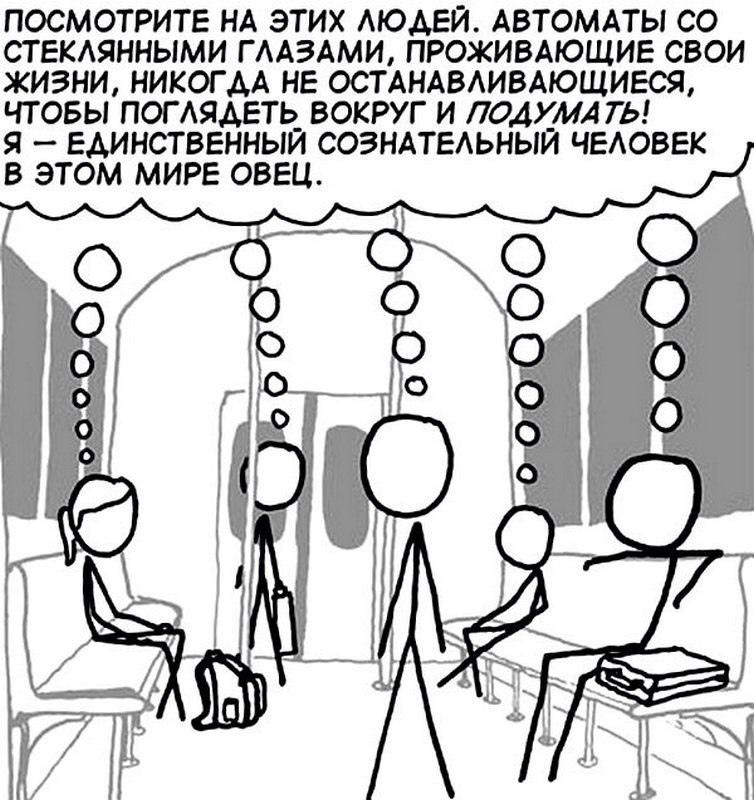 ПОСМОТРИТЕ НА ЭТИХ ЛЮДЕЙ. АВТОМАТЫ СО
СТЕКЛЯННЫМИ ГЛАЗАМИ, ПРОЖИВАЮЩИЕ СВОИ
ЖИЗНИ, НИКОГДА НЕ ОСТАНАВЛИВАЮЩИЕСЯ,
ЧТОБЫ ПОГЛЯДЕТЬ ВОКРУГ И ПОДУМАТЬ!
Я – ЕДИНСТВЕННЫЙ СОЗНАТЕЛЬНЫЙ ЧЕЛОВЕК
В ЭТОМ МИРЕ ОВЕЦ.